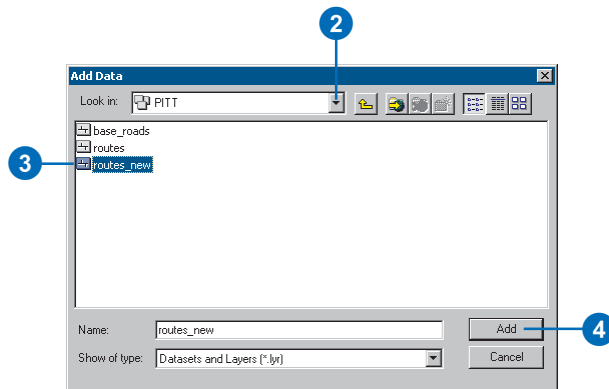 2
Add Data
Look in: PITT
base_roads
routes
3
routes_new
Name: routes_new Add
4
Show of type: Datasets and Layers (*.lyr) Cancel